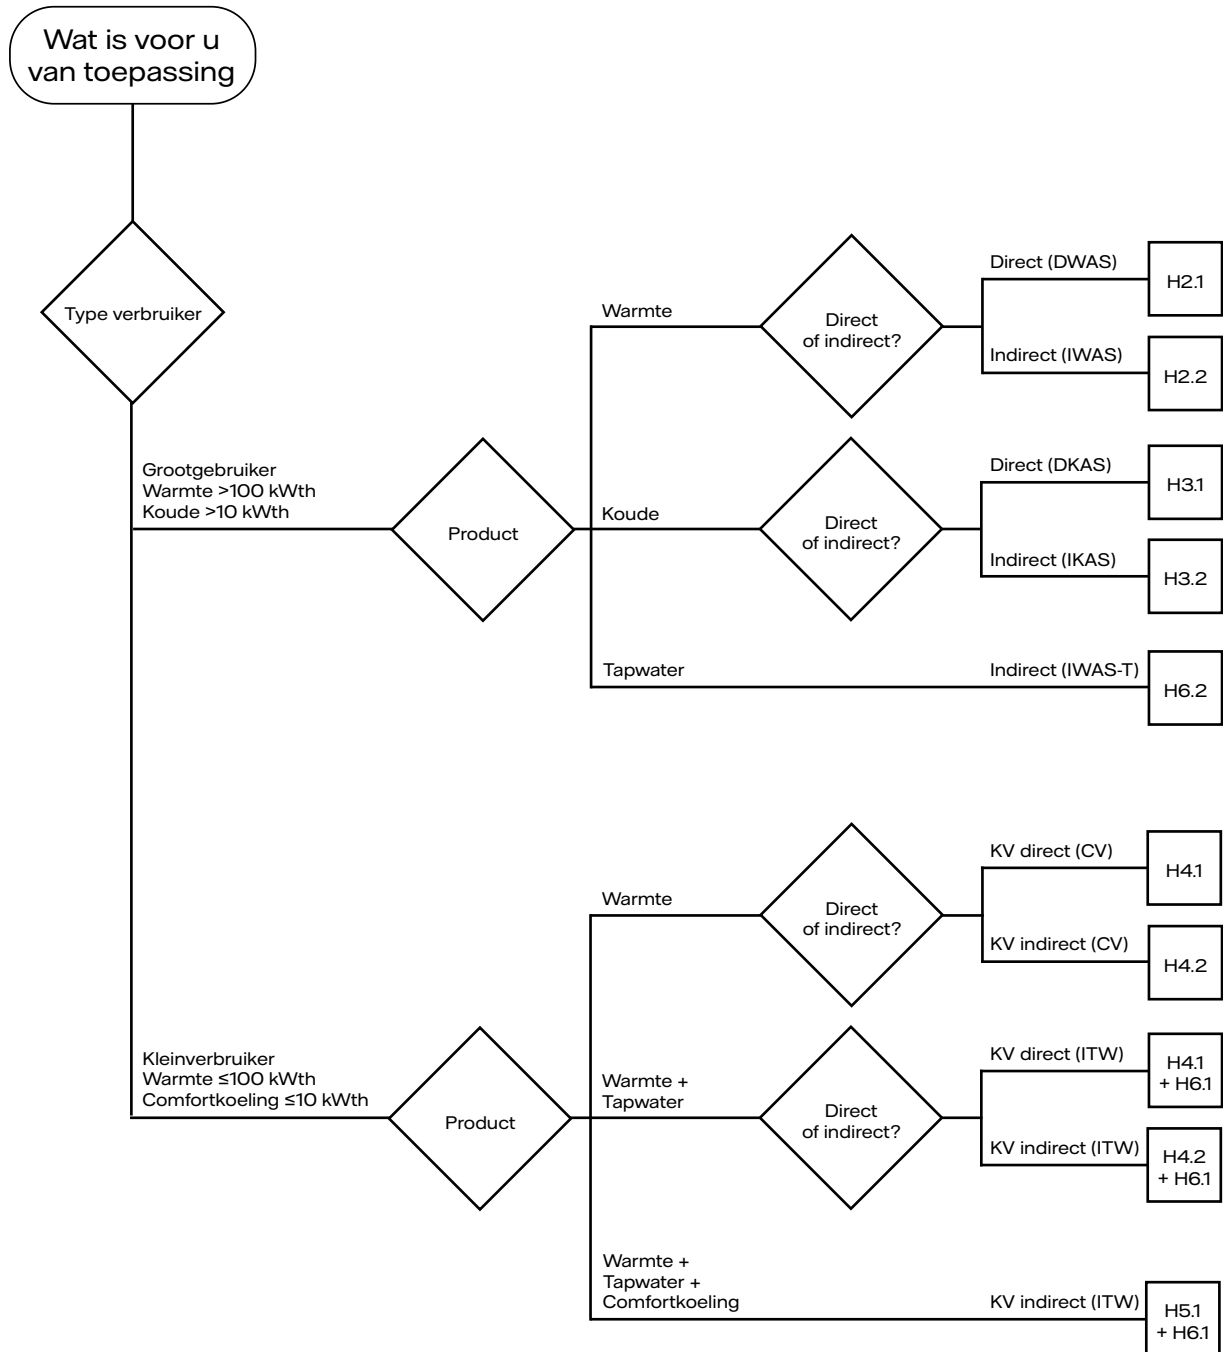 Wat is voor u
van toepassing
Type verbruiker
Grootgebruiker
Warmte >100 kWth
Koude >10 kWth
Product
Warmte
Direct
of indirect?
Direct (DWAS)
H2.1
Indirect (IWAS)
H2.2
Koude
Direct
of indirect?
Direct (DKAS)
H3.1
Indirect (IKAS)
H3.2
Tapwater
Indirect (IWAS-T)
H6.2
Kleinverbruiker
Warmte ≤100 kWth
Comfortkoeling ≤10 kWth
Product
Warmte
Direct
of indirect?
KV direct (CV)
H4.1
KV indirect (CV)
H4.2
Warmte +
Tapwater
Direct
of indirect?
KV direct (ITW)
H4.1
+ H6.1
KV indirect (ITW)
H4.2
+ H6.1
Warmte +
Tapwater +
Comfortkoeling
KV indirect (ITW)
H5.1
+ H6.1